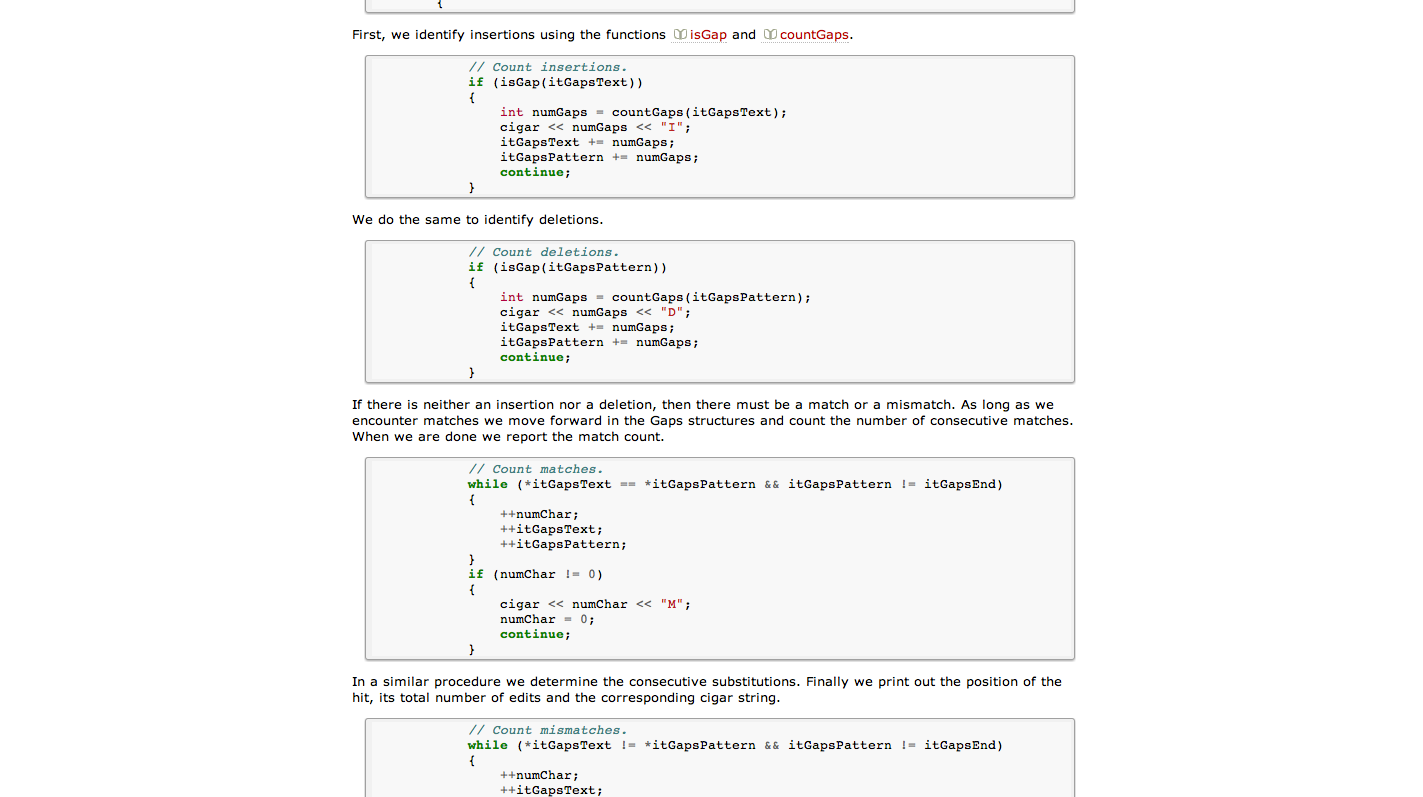 {
First, we identify insertions using the functions isGap and countGaps.
// Count insertions.
if (isGap(itGapsText))
{
int numGaps = countGaps(itGapsText);
cigar << numGaps << "I";
itGapsText += numGaps;
itGapsPattern += numGaps;
continue;
}
We do the same to identify deletions.
// Count deletions.
if (isGap(itGapsPattern))
{
int numGaps = countGaps(itGapsPattern);
cigar << numGaps << "D";
itGapsText += numGaps;
itGapsPattern += numGaps;
continue;
}
If there is neither an insertion nor a deletion, then there must be a match or a mismatch. As long as we
encounter matches we move forward in the Gaps structures and count the number of consecutive matches.
When we are done we report the match count.
// Count matches.
while (*itGapsText == *itGapsPattern && itGapsPattern != itGapsEnd)
{
++numChar;
++itGapsText;
++itGapsPattern;
}
if (numChar != 0)
{
cigar << numChar << "M";
numChar = 0;
continue;
}
In a similar procedure we determine the consecutive substitutions. Finally we print out the position of the
hit, its total number of edits and the corresponding cigar string.
// Count mismatches.
while (*itGapsText != *itGapsPattern && itGapsPattern != itGapsEnd)
{
++numChar;
++itGapsText;